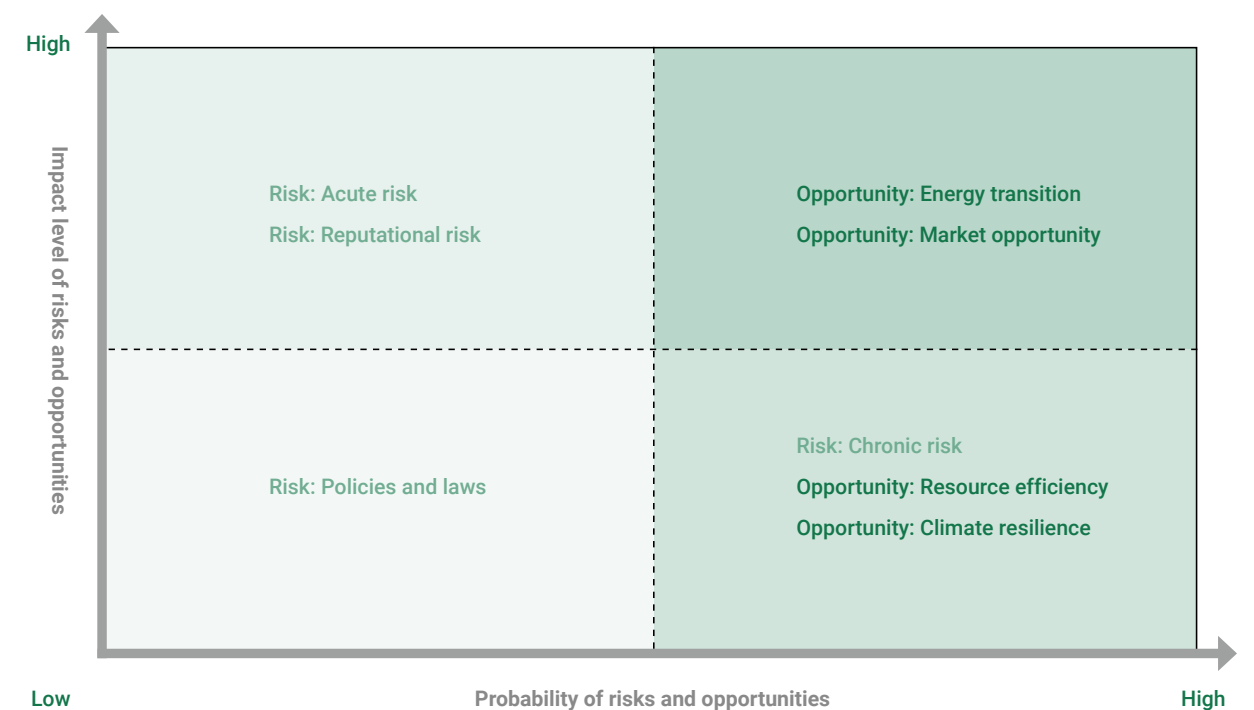 High
Impact level of risks and opportunities
Risk: Acute risk
Risk: Reputational risk
Opportunity: Energy transition
Opportunity: Market opportunity
Risk: Policies and laws
Risk: Chronic risk
Opportunity: Resource efficiency
Opportunity: Climate resilience
Low
Probability of risks and opportunities
High